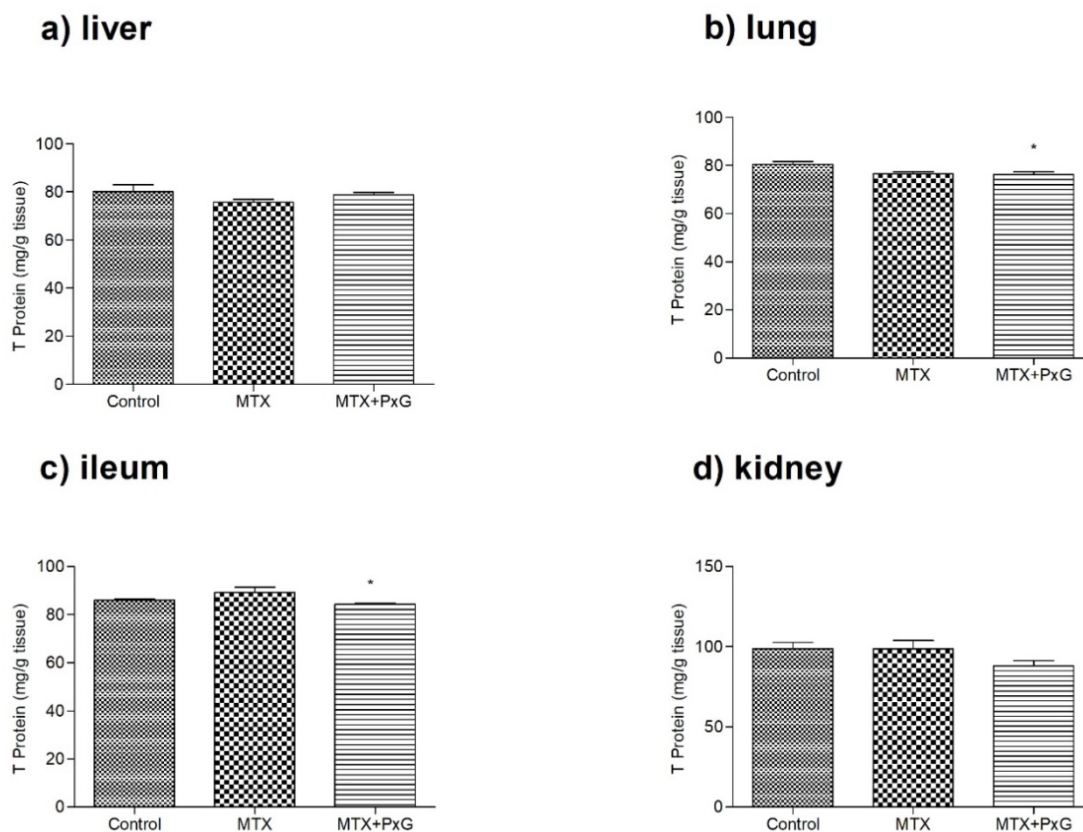 a) liver
T Protein (mg/g tissue)
100
80
60
40
20
0
Control MTX MTX+PxG
b) lung
T Protein (mg/g tissue)
100
80
60
40
20
0
*
Control MTX MTX+PxG
c) ileum
T Protein (mg/g tissue)
100
80
60
40
20
0
*
Control MTX MTX+PxG
d) kidney
T Protein (mg/g tissue)
150
100
50
0
Control MTX MTX+PxG